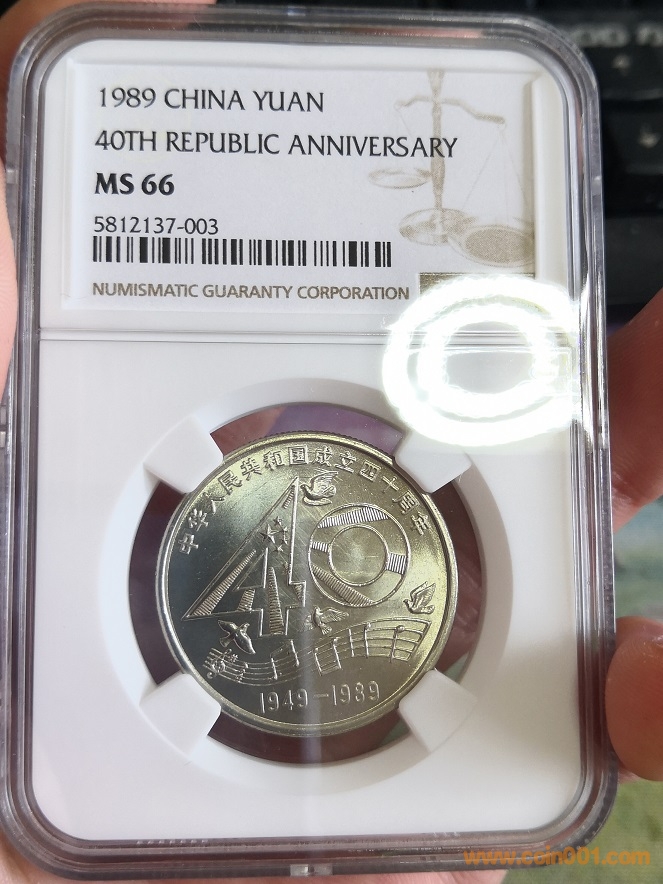 1989 CHINA YUAN
40TH REPUBLIC ANNIVERSARY
MS 66
5812137-003
NUMISMATIC GUARANTY CORPORATION
中华人民共和国成立四十周年
40
1949-1989
www.coin001.com